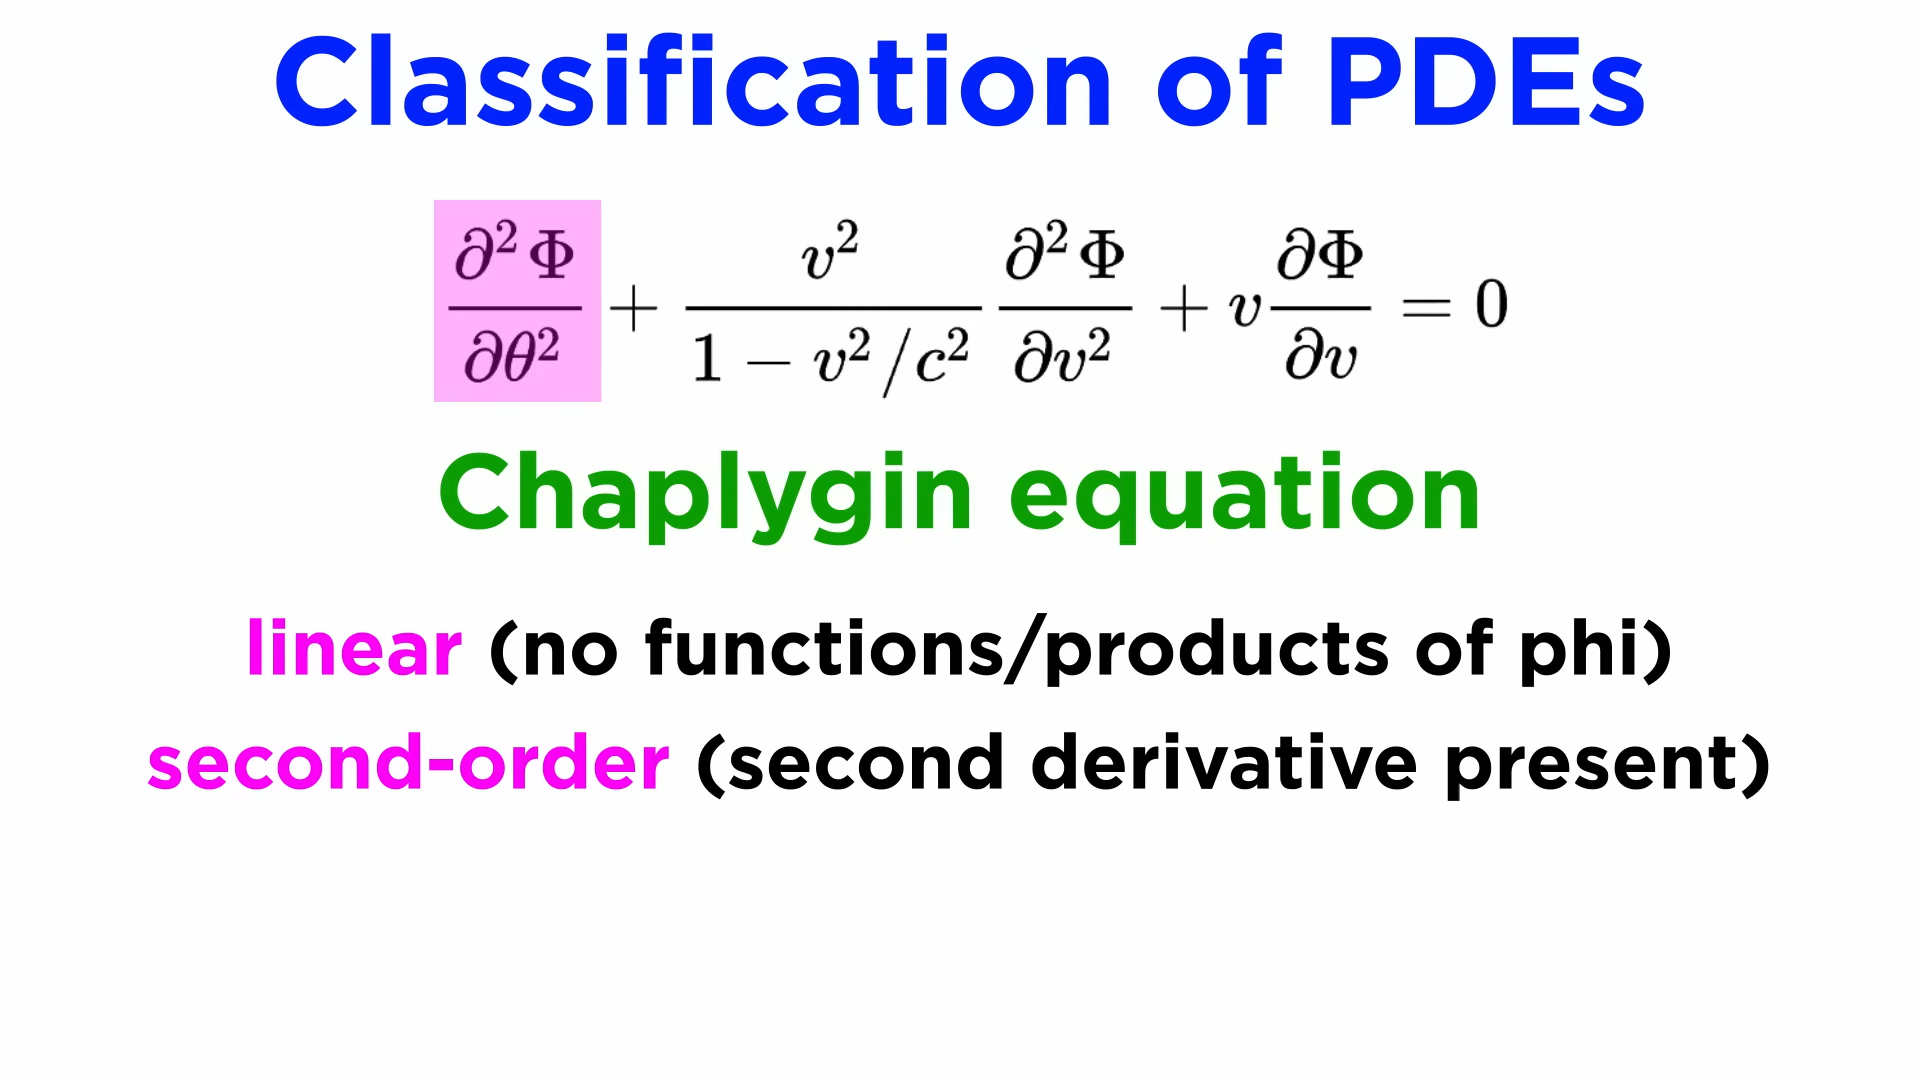 Classification of PDEs
∂²Φ/∂θ² + v²/(1 − v²/c²) ∂²Φ/∂v² + v ∂Φ/∂v = 0
Chaplygin equation
linear (no functions/products of phi)
second-order (second derivative present)